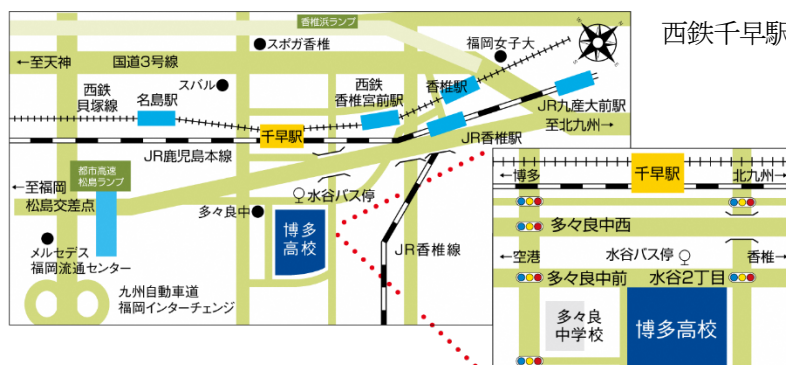 香椎浜ランプ
西鉄千早駅
スポガ香椎
福岡女子大
←至天神
国道3号線
スバル
西鉄
貝塚線
名島駅
西鉄
香椎宮前駅
香椎駅
JR九産大前駅
千早駅
JR香椎駅
至北九州→
JR鹿児島本線
都市高速
松島ランプ
←至福岡
松島交差点
水谷バス停
多々良中
博多
高校
メルセデス
福岡流通センター
JR香椎線
九州自動車道
福岡インターチェンジ
←博多
千早駅
北九州→
多々良中西
←空港
水谷バス停
香椎→
多々良中前
水谷2丁目
多々良
中学校
博多高校